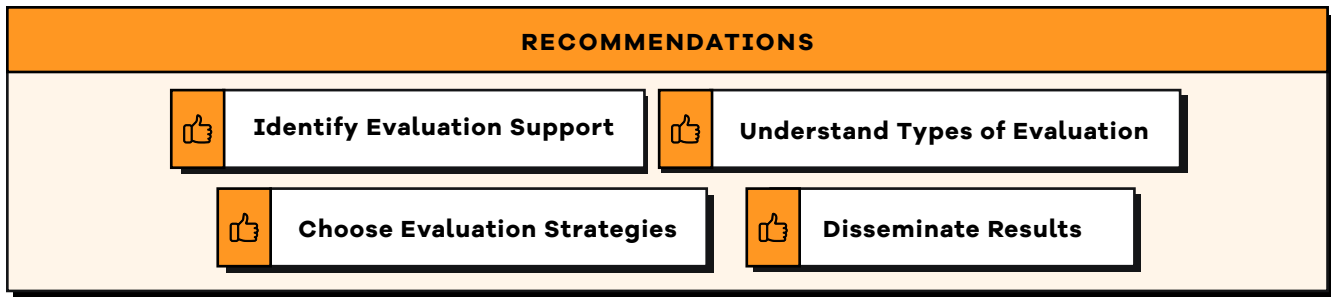 RECOMMENDATIONS
Identify Evaluation Support
Understand Types of Evaluation
Choose Evaluation Strategies
Disseminate Results